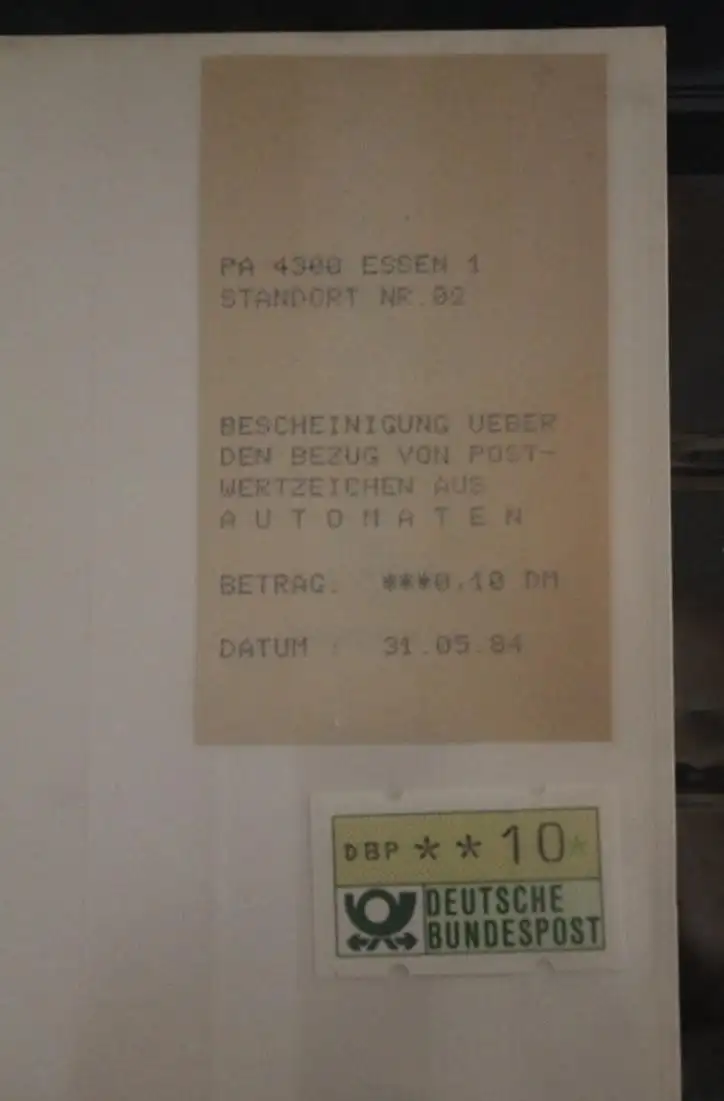 PA 4300 ESSEN 1
STANDORT NR.02
BESCHEINIGUNG UEBER
DEN BEZUG VON POST-
WERTZEICHEN AUS
A U T O M A T E N
BETRAG. ***0.10 DM
DATUM : 31.05.84
DBP **10*
DEUTSCHE
BUNDESPOST